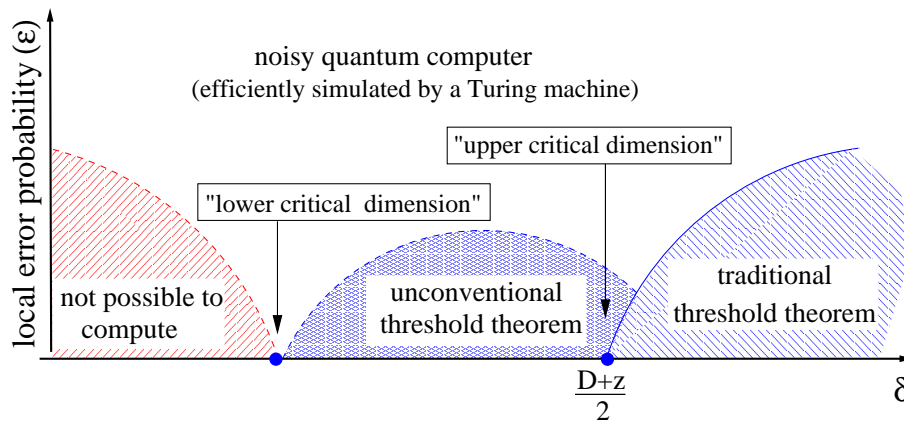 local error probability (ε)
noisy quantum computer
(efficiently simulated by a Turing machine)
"upper critical dimension"
"lower critical dimension"
not possible to
compute
unconventional
threshold theorem
traditional
threshold theorem
D+z
2
δ